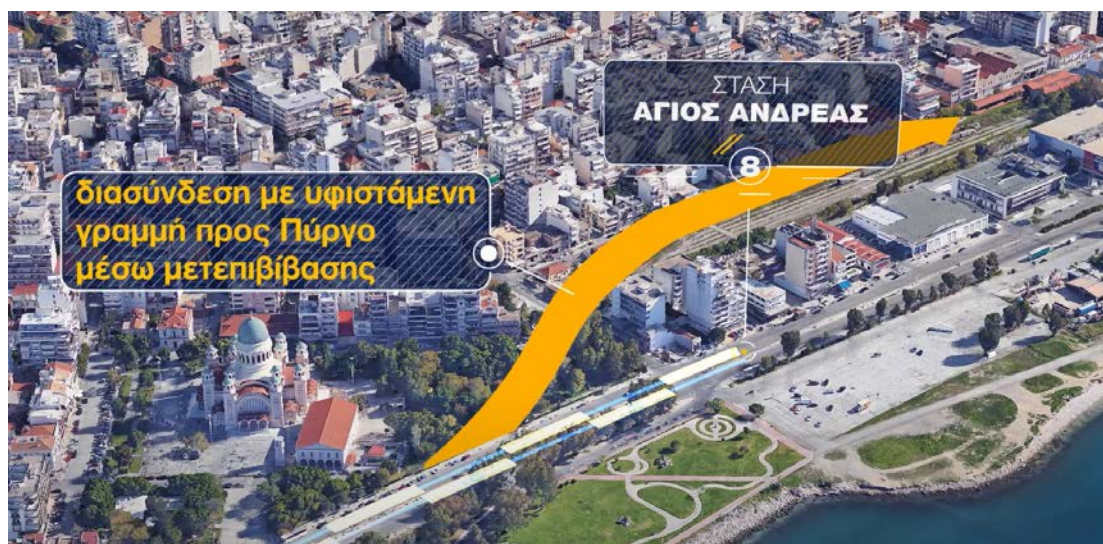 ΣΤΑΣΗ
ΑΓΙΟΣ ΑΝΔΡΕΑΣ
8
διασύνδεση με υφιστάμενη
γραμμή προς Πύργο
μέσω μετεπιβίβασης